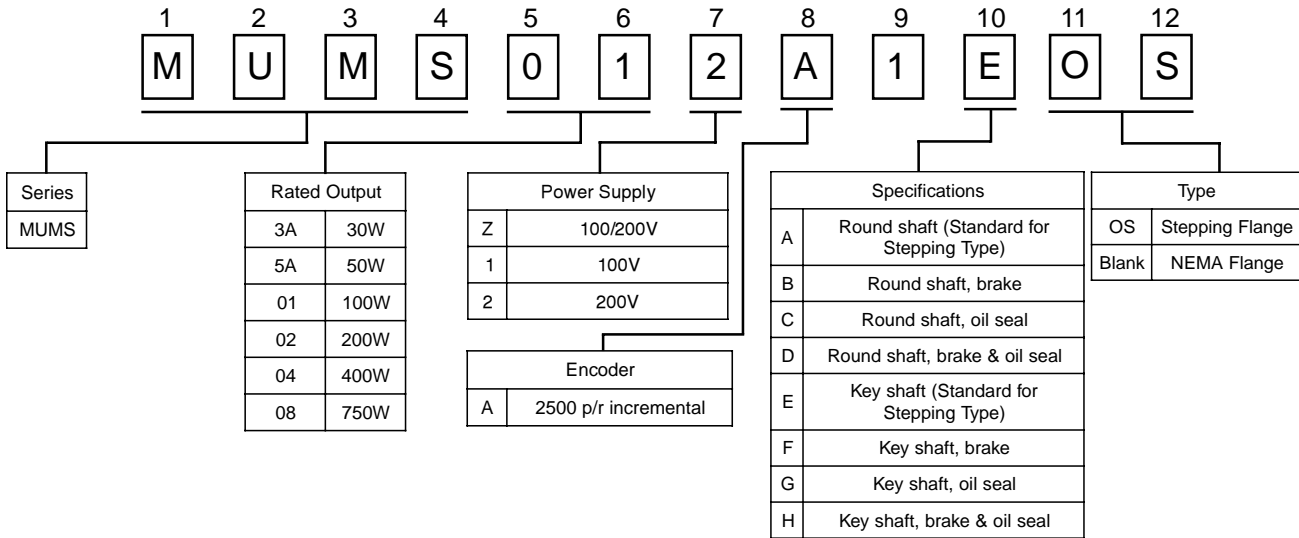 1 2 3 4 5 6 7 8 9 10 11 12
M U M S 0 1 2 A 1 E O S
Series
MUMS
Rated Output
3A 30W
5A 50W
01 100W
02 200W
04 400W
08 750W
Power Supply
Z 100/200V
1 100V
2 200V
Encoder
A 2500 p/r incremental
Specifications
A Round shaft (Standard for
Stepping Type)
B Round shaft, brake
C Round shaft, oil seal
D Round shaft, brake & oil seal
E Key shaft (Standard for
Stepping Type)
F Key shaft, brake
G Key shaft, oil seal
H Key shaft, brake & oil seal
Type
OS Stepping Flange
Blank NEMA Flange